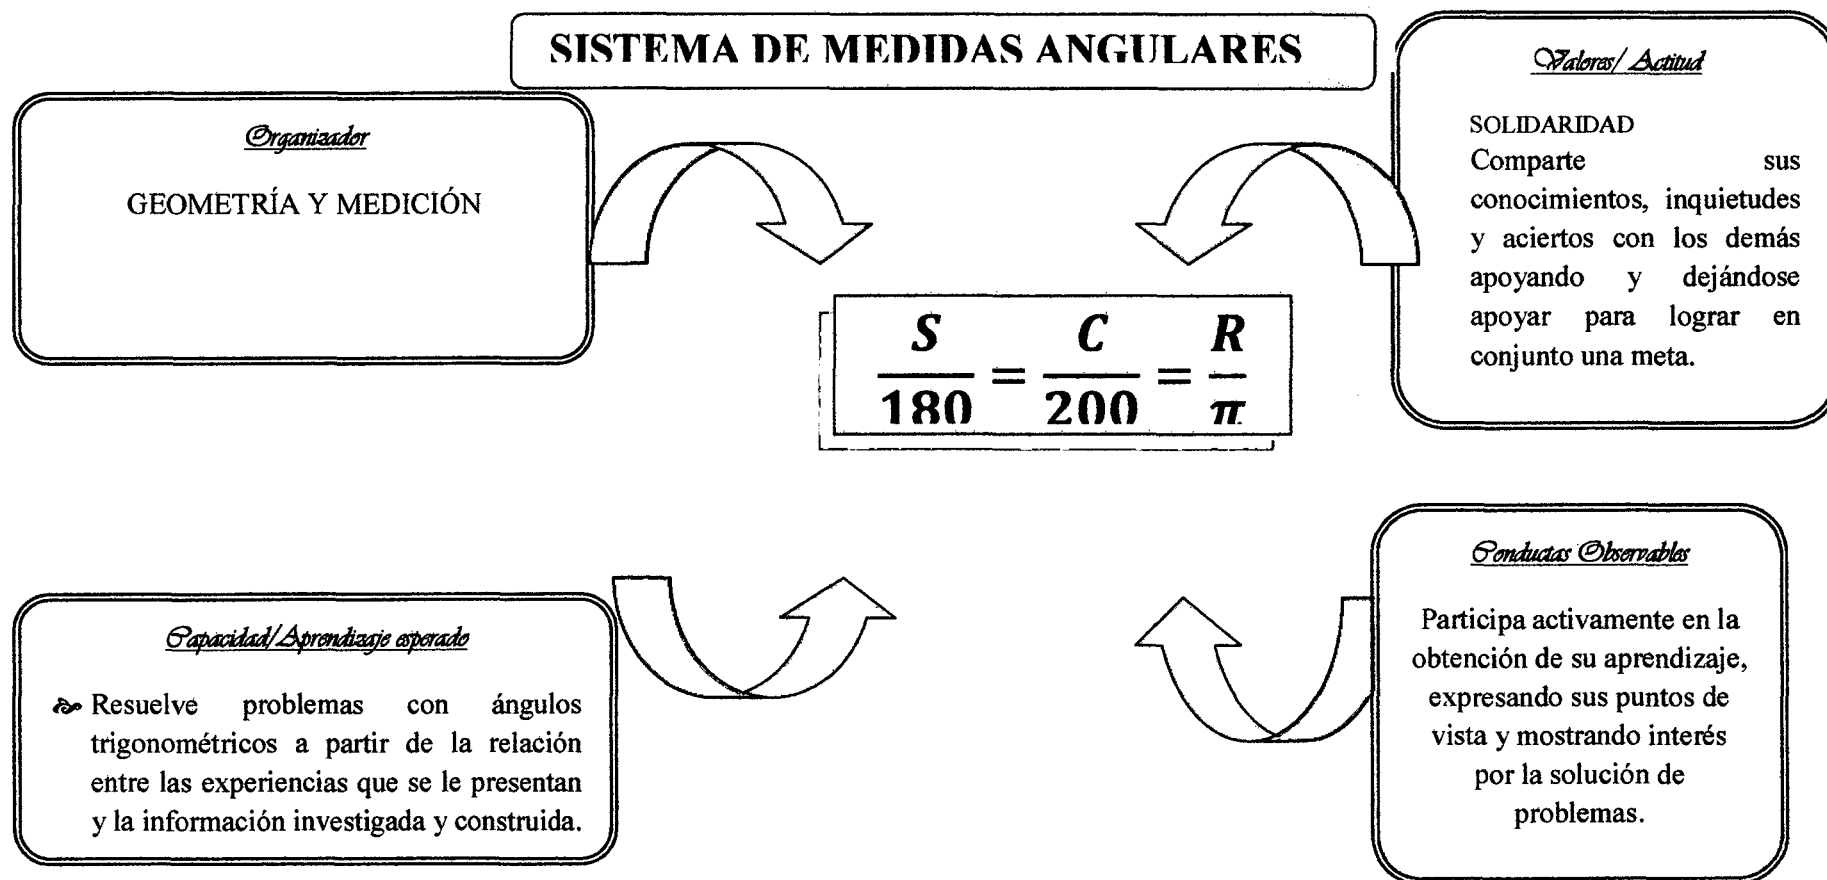 SISTEMA DE MEDIDAS ANGULARES
Organizador
GEOMETRÍA Y MEDICIÓN
Valores/ Actitud
SOLIDARIDAD
Comparte sus
conocimientos, inquietudes
y aciertos con los demás
apoyando y dejándose
apoyar para lograr en
conjunto una meta.
S/180 = C/200 = R/π
Capacidad/Aprendizaje esperado
Resuelve problemas con ángulos
trigonométricos a partir de la relación
entre las experiencias que se le presentan
y la información investigada y construida.
Conductas Observables
Participa activamente en la
obtención de su aprendizaje,
expresando sus puntos de
vista y mostrando interés
por la solución de
problemas.